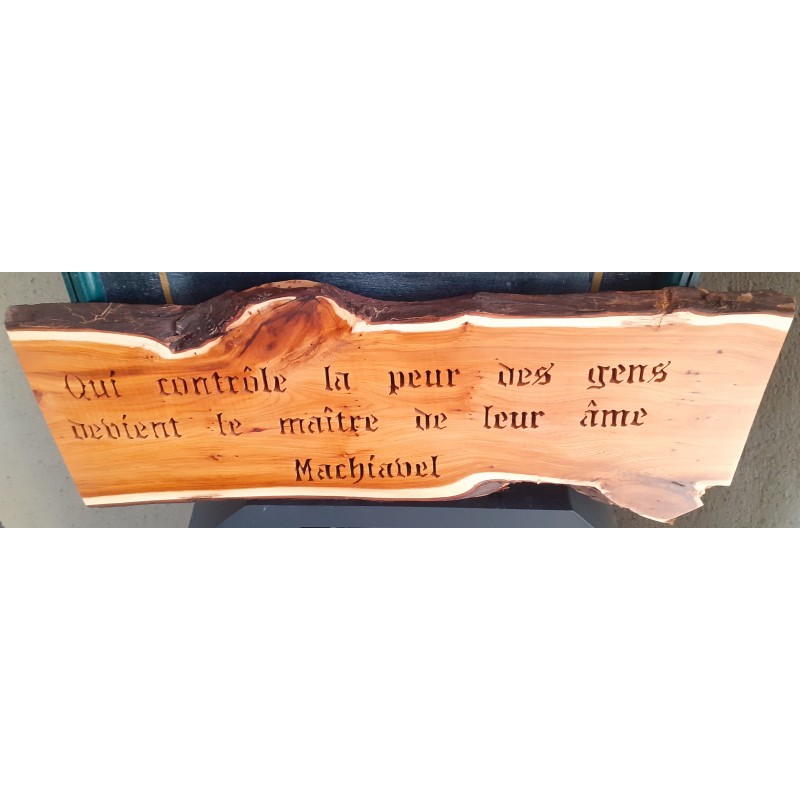 Qui contrôle la peur des gens
devient le maître de leur âme
Machiavel